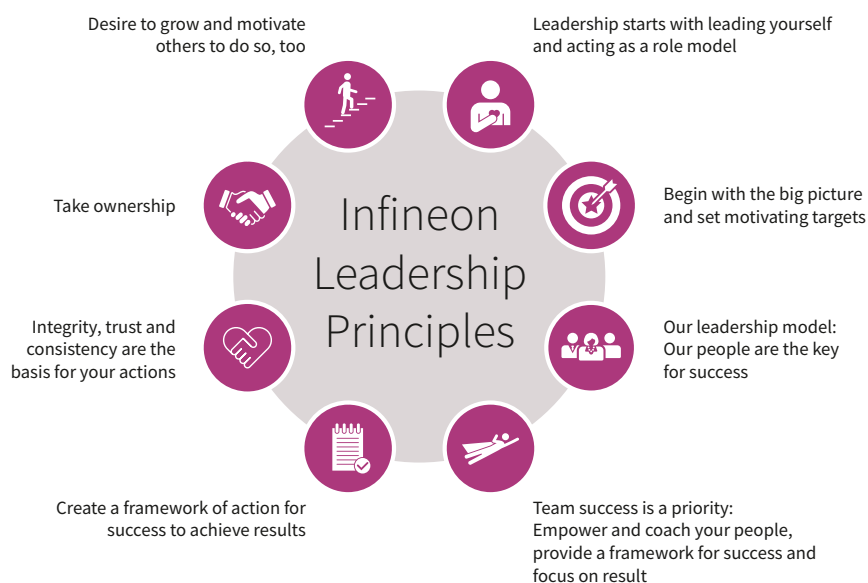 Desire to grow and motivate
others to do so, too
Leadership starts with leading yourself
and acting as a role model
Take ownership
Begin with the big picture
and set motivating targets
Infineon
Leadership
Principles
Integrity, trust and
consistency are the
basis for your actions
Our leadership model:
Our people are the key
for success
Create a framework of action for
success to achieve results
Team success is a priority:
Empower and coach your people,
provide a framework for success and
focus on result